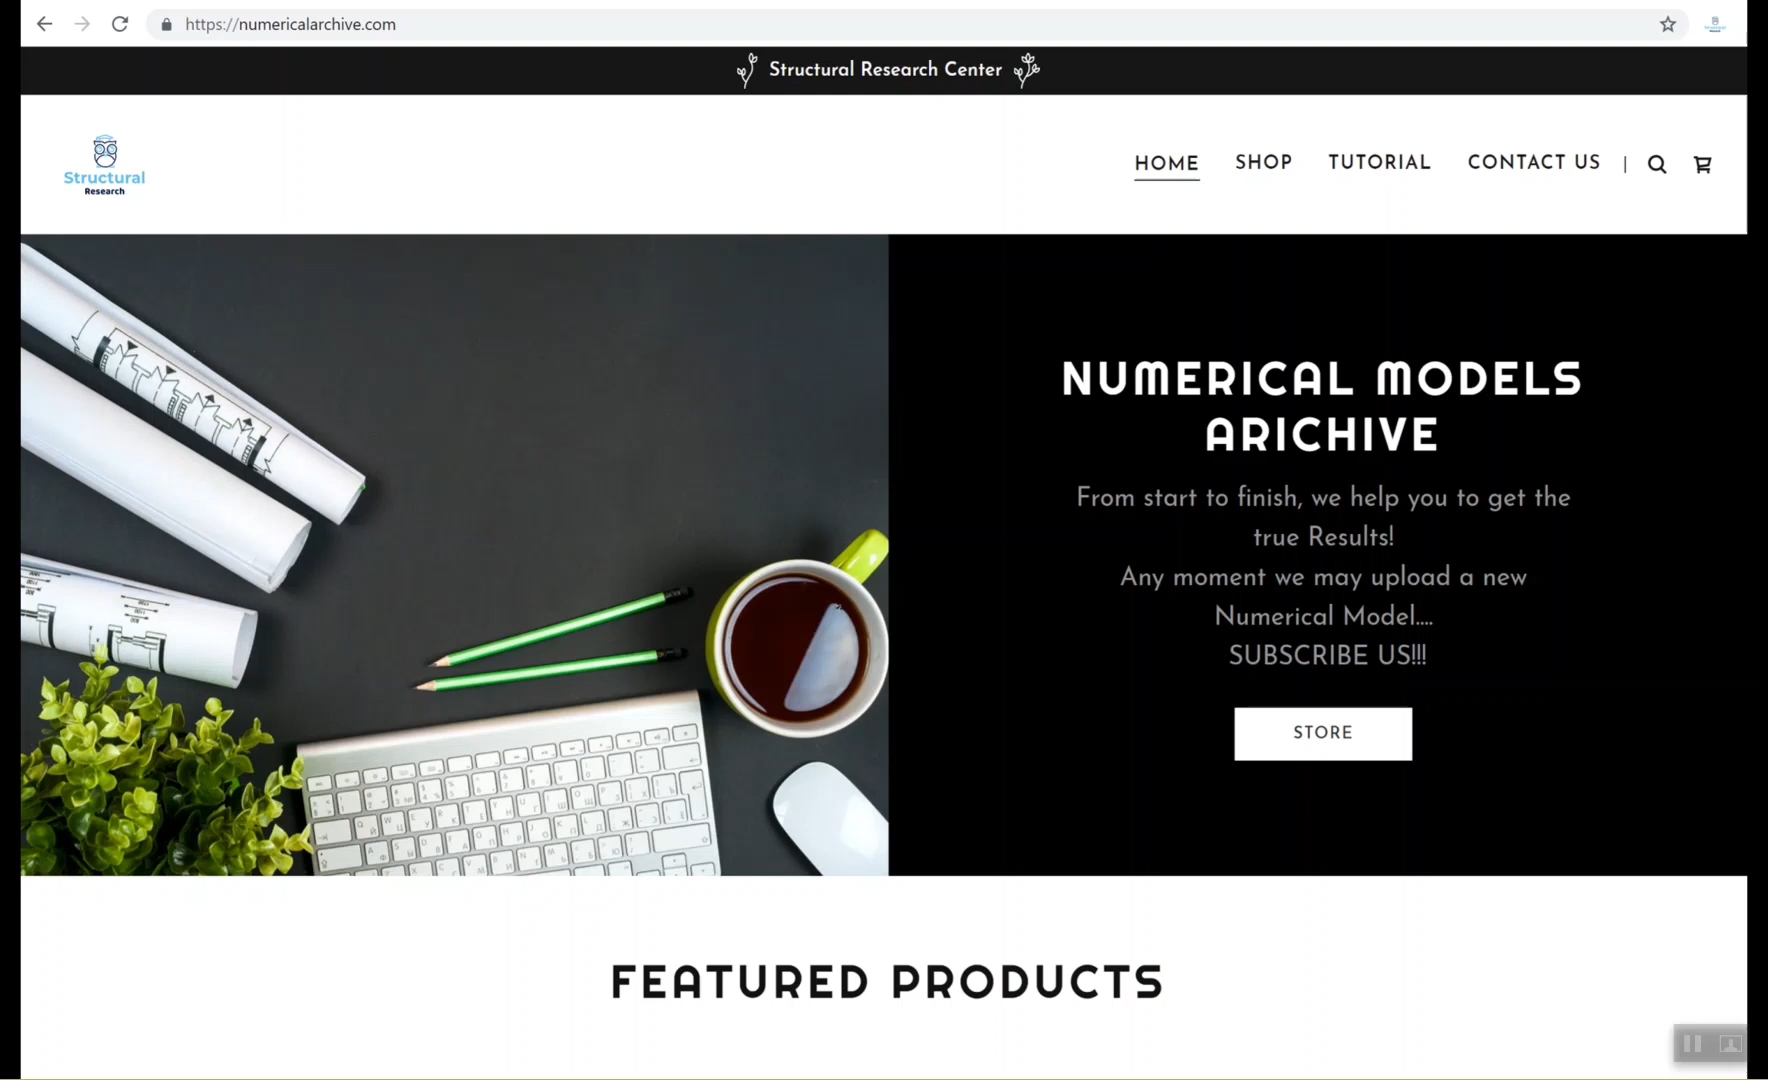 https://numericalarchive.com
Structural Research Center
Structural
Research
HOME SHOP TUTORIAL CONTACT US |
NUMERICAL MODELS
ARICHIVE
From start to finish, we help you to get the
true Results!
Any moment we may upload a new
Numerical Model....
SUBSCRIBE US!!!
STORE
FEATURED PRODUCTS